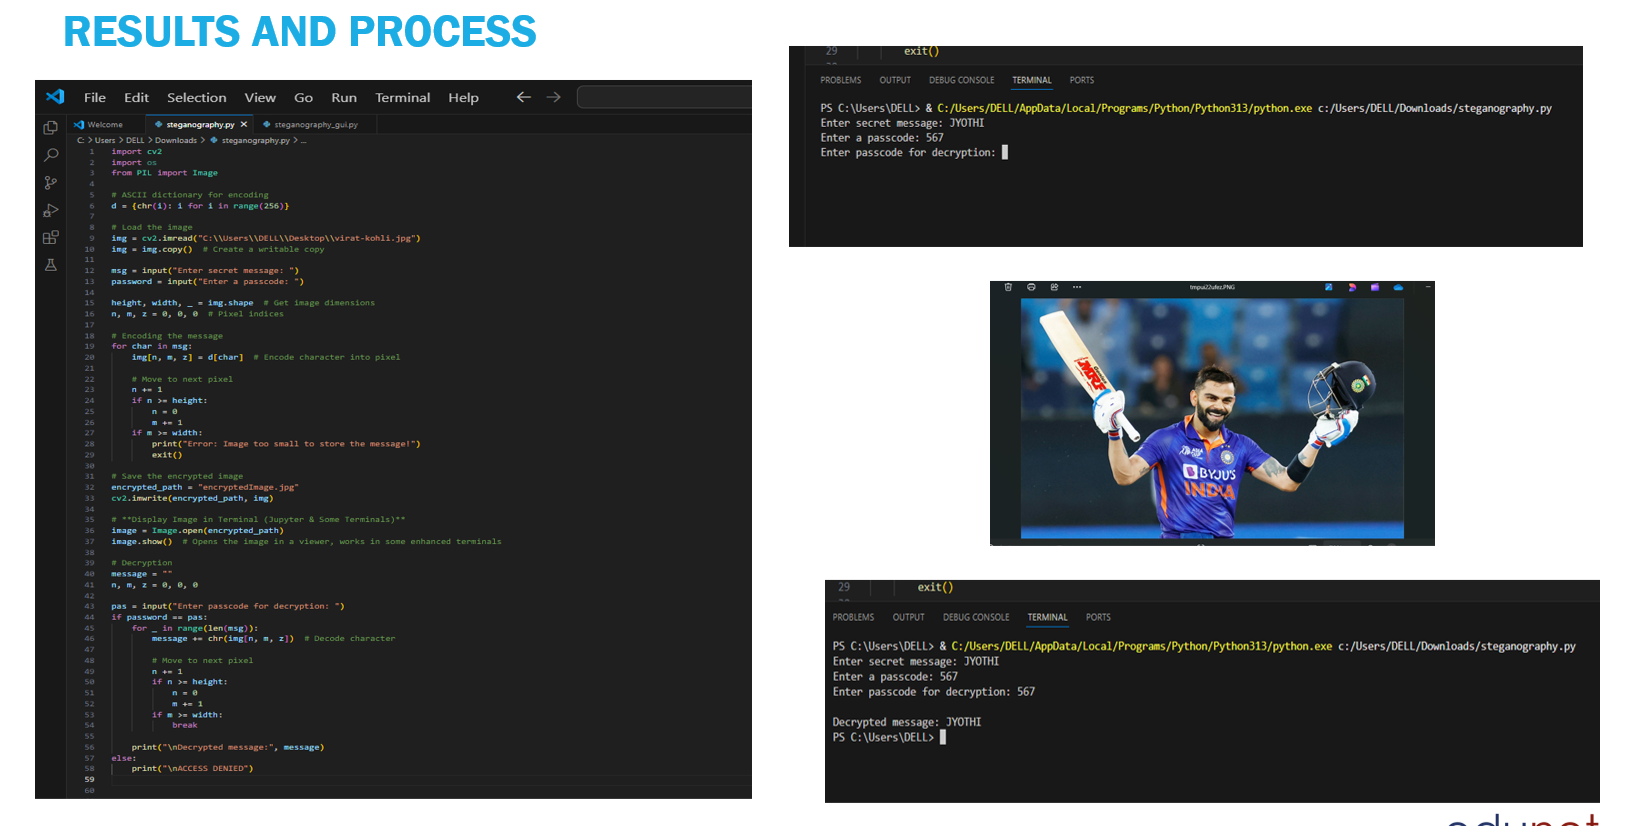 RESULTS AND PROCESS
File Edit Selection View Go Run Terminal Help
Welcome steganography.py steganography_gui.py
C: > Users > DELL > Downloads > steganography.py > ...
1 import cv2
2 import os
3 from PIL import Image
4
5 # ASCII dictionary for encoding
6 d = {chr(i): i for i in range(256)}
7
8 # Load the image
9 img = cv2.imread("C:\\Users\\DELL\\Desktop\\virat-kohli.jpg")
10 img = img.copy() # Create a writable copy
11
12 msg = input("Enter secret message: ")
13 password = input("Enter a passcode: ")
14
15 height, width, _ = img.shape # Get image dimensions
16 n, m, z = 0, 0, 0 # Pixel indices
17
18 # Encoding the message
19 for char in msg:
20 img[n, m, z] = d[char] # Encode character into pixel
21
22 # Move to next pixel
23 n += 1
24 if n >= height:
25 n = 0
26 m += 1
27 if m >= width:
28 print("Error: Image too small to store the message!")
29 exit()
30
31 # Save the encrypted image
32 encrypted_path = "encryptedImage.jpg"
33 cv2.imwrite(encrypted_path, img)
34
35 # **Display Image in Terminal (Jupyter & Some Terminals)**
36 image = Image.open(encrypted_path)
37 image.show() # Opens the image in a viewer, works in some enhanced terminals
38
39 # Decryption
40 message = ""
41 n, m, z = 0, 0, 0
42
43 pas = input("Enter passcode for decryption: ")
44 if password == pas:
45 for _ in range(len(msg)):
46 message += chr(img[n, m, z]) # Decode character
47
48 # Move to next pixel
49 n += 1
50 if n >= height:
51 n = 0
52 m += 1
53 if m >= width:
54 break
55
56 print("\nDecrypted message:", message)
57 else:
58 print("\nACCESS DENIED")
59
60
29 exit()
PROBLEMS OUTPUT DEBUG CONSOLE TERMINAL PORTS
PS C:\Users\DELL> & C:/Users/DELL/AppData/Local/Programs/Python/Python313/python.exe c:/Users/DELL/Downloads/steganography.py
Enter secret message: JYOTHI
Enter a passcode: 567
Enter passcode for decryption:
MRF
BYJU'S
INDIA
29 exit()
PROBLEMS OUTPUT DEBUG CONSOLE TERMINAL PORTS
PS C:\Users\DELL> & C:/Users/DELL/AppData/Local/Programs/Python/Python313/python.exe c:/Users/DELL/Downloads/steganography.py
Enter secret message: JYOTHI
Enter a passcode: 567
Enter passcode for decryption: 567
Decrypted message: JYOTHI
PS C:\Users\DELL>